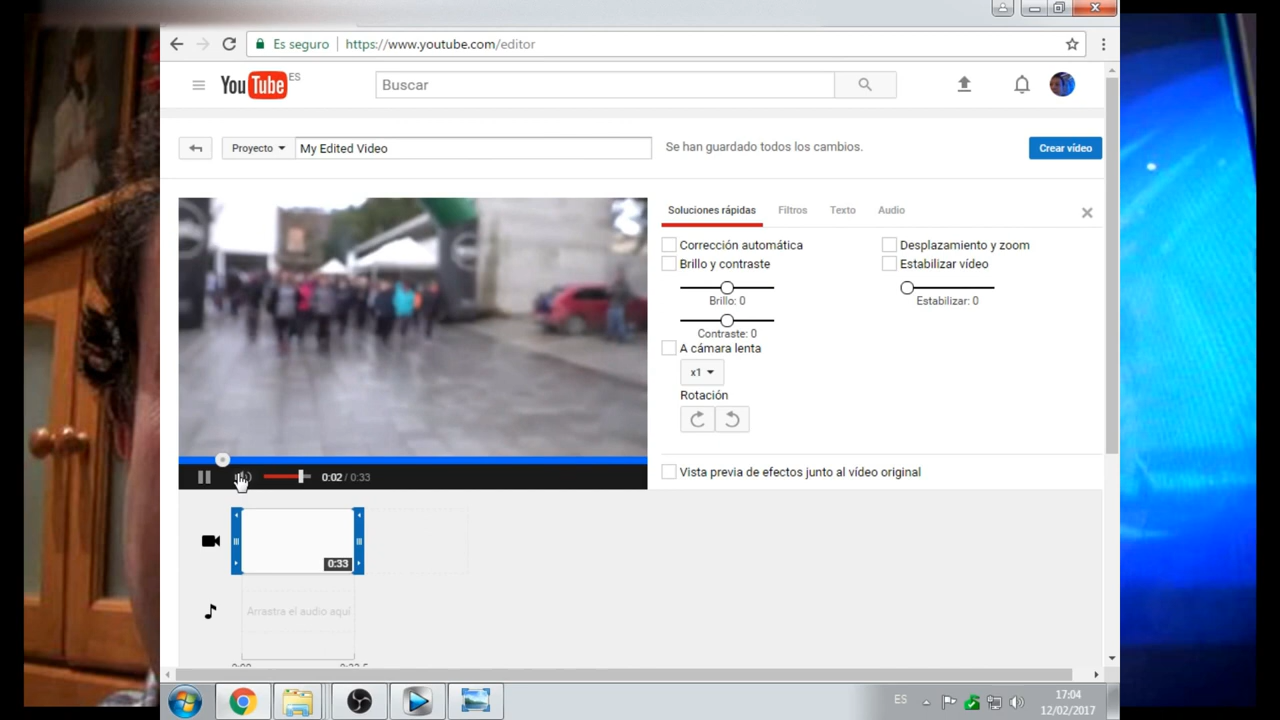 Es seguro
https://www.youtube.com/editor
YouTube ES
Buscar
Proyecto
My Edited Video
Se han guardado todos los cambios.
Crear vídeo
Soluciones rápidas
Filtros
Texto
Audio
Corrección automática
Desplazamiento y zoom
Brillo y contraste
Estabilizar vídeo
Brillo: 0
Estabilizar: 0
Contraste: 0
A cámara lenta
x1
Rotación
Vista previa de efectos junto al vídeo original
0:02 / 0:33
0:33
Arrastra el audio aquí
ES
17:04
12/02/2017